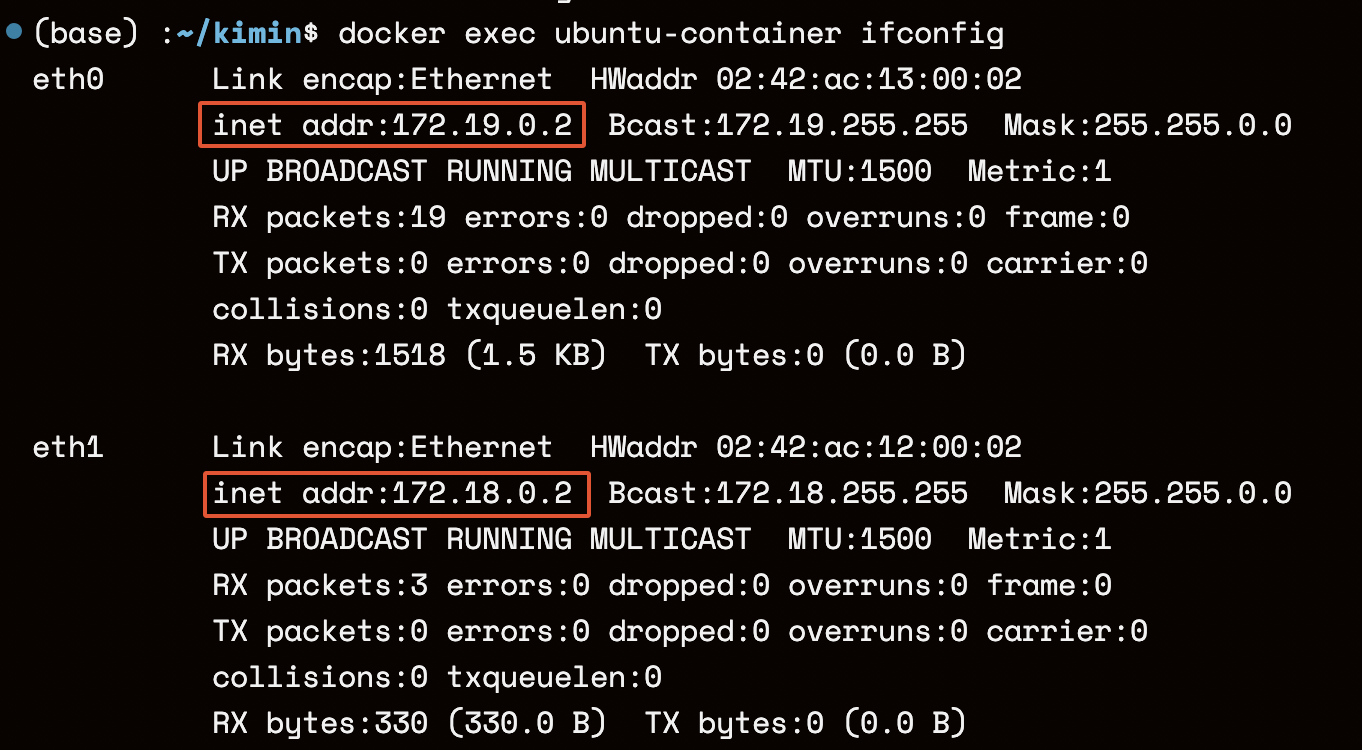 (base) :~/kimin$ docker exec ubuntu-container ifconfig
eth0      Link encap:Ethernet  HWaddr 02:42:ac:13:00:02
          inet addr:172.19.0.2  Bcast:172.19.255.255  Mask:255.255.0.0
          UP BROADCAST RUNNING MULTICAST  MTU:1500  Metric:1
          RX packets:19 errors:0 dropped:0 overruns:0 frame:0
          TX packets:0 errors:0 dropped:0 overruns:0 carrier:0
          collisions:0 txqueuelen:0
          RX bytes:1518 (1.5 KB)  TX bytes:0 (0.0 B)

eth1      Link encap:Ethernet  HWaddr 02:42:ac:12:00:02
          inet addr:172.18.0.2  Bcast:172.18.255.255  Mask:255.255.0.0
          UP BROADCAST RUNNING MULTICAST  MTU:1500  Metric:1
          RX packets:3 errors:0 dropped:0 overruns:0 frame:0
          TX packets:0 errors:0 dropped:0 overruns:0 carrier:0
          collisions:0 txqueuelen:0
          RX bytes:330 (330.0 B)  TX bytes:0 (0.0 B)